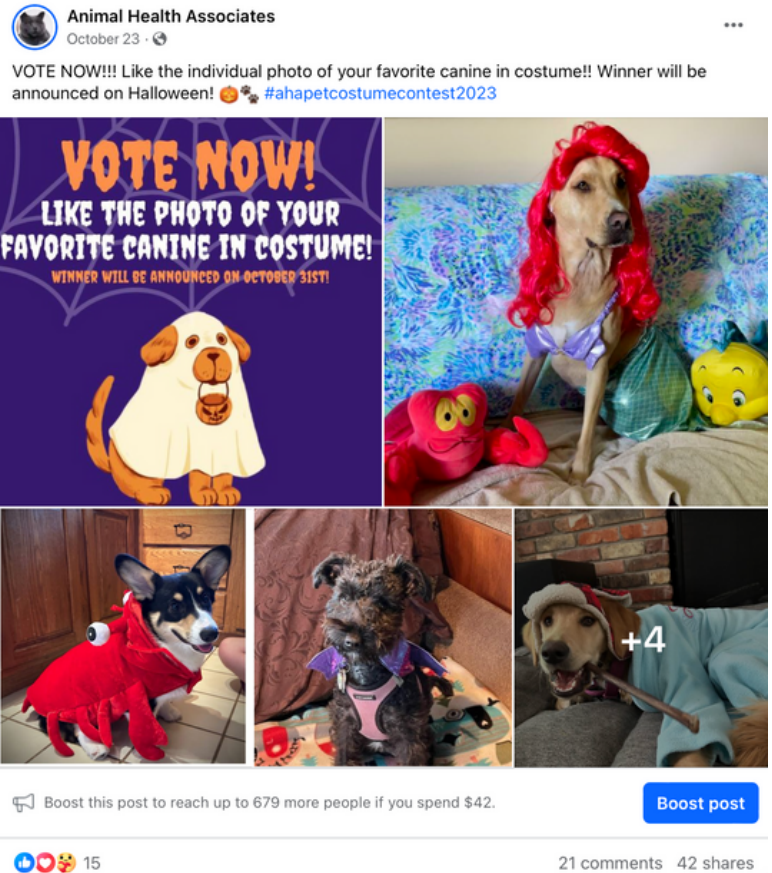 Animal Health Associates
October 23 ·
VOTE NOW!!! Like the individual photo of your favorite canine in costume!! Winner will be
announced on Halloween! 🎃🐾 #ahapetcostumecontest2023
VOTE NOW!
LIKE THE PHOTO OF YOUR
FAVORITE CANINE IN COSTUME!
WINNER WILL BE ANNOUNCED ON OCTOBER 31ST!
+4
Boost this post to reach up to 679 more people if you spend $42.
Boost post
15
21 comments 42 shares